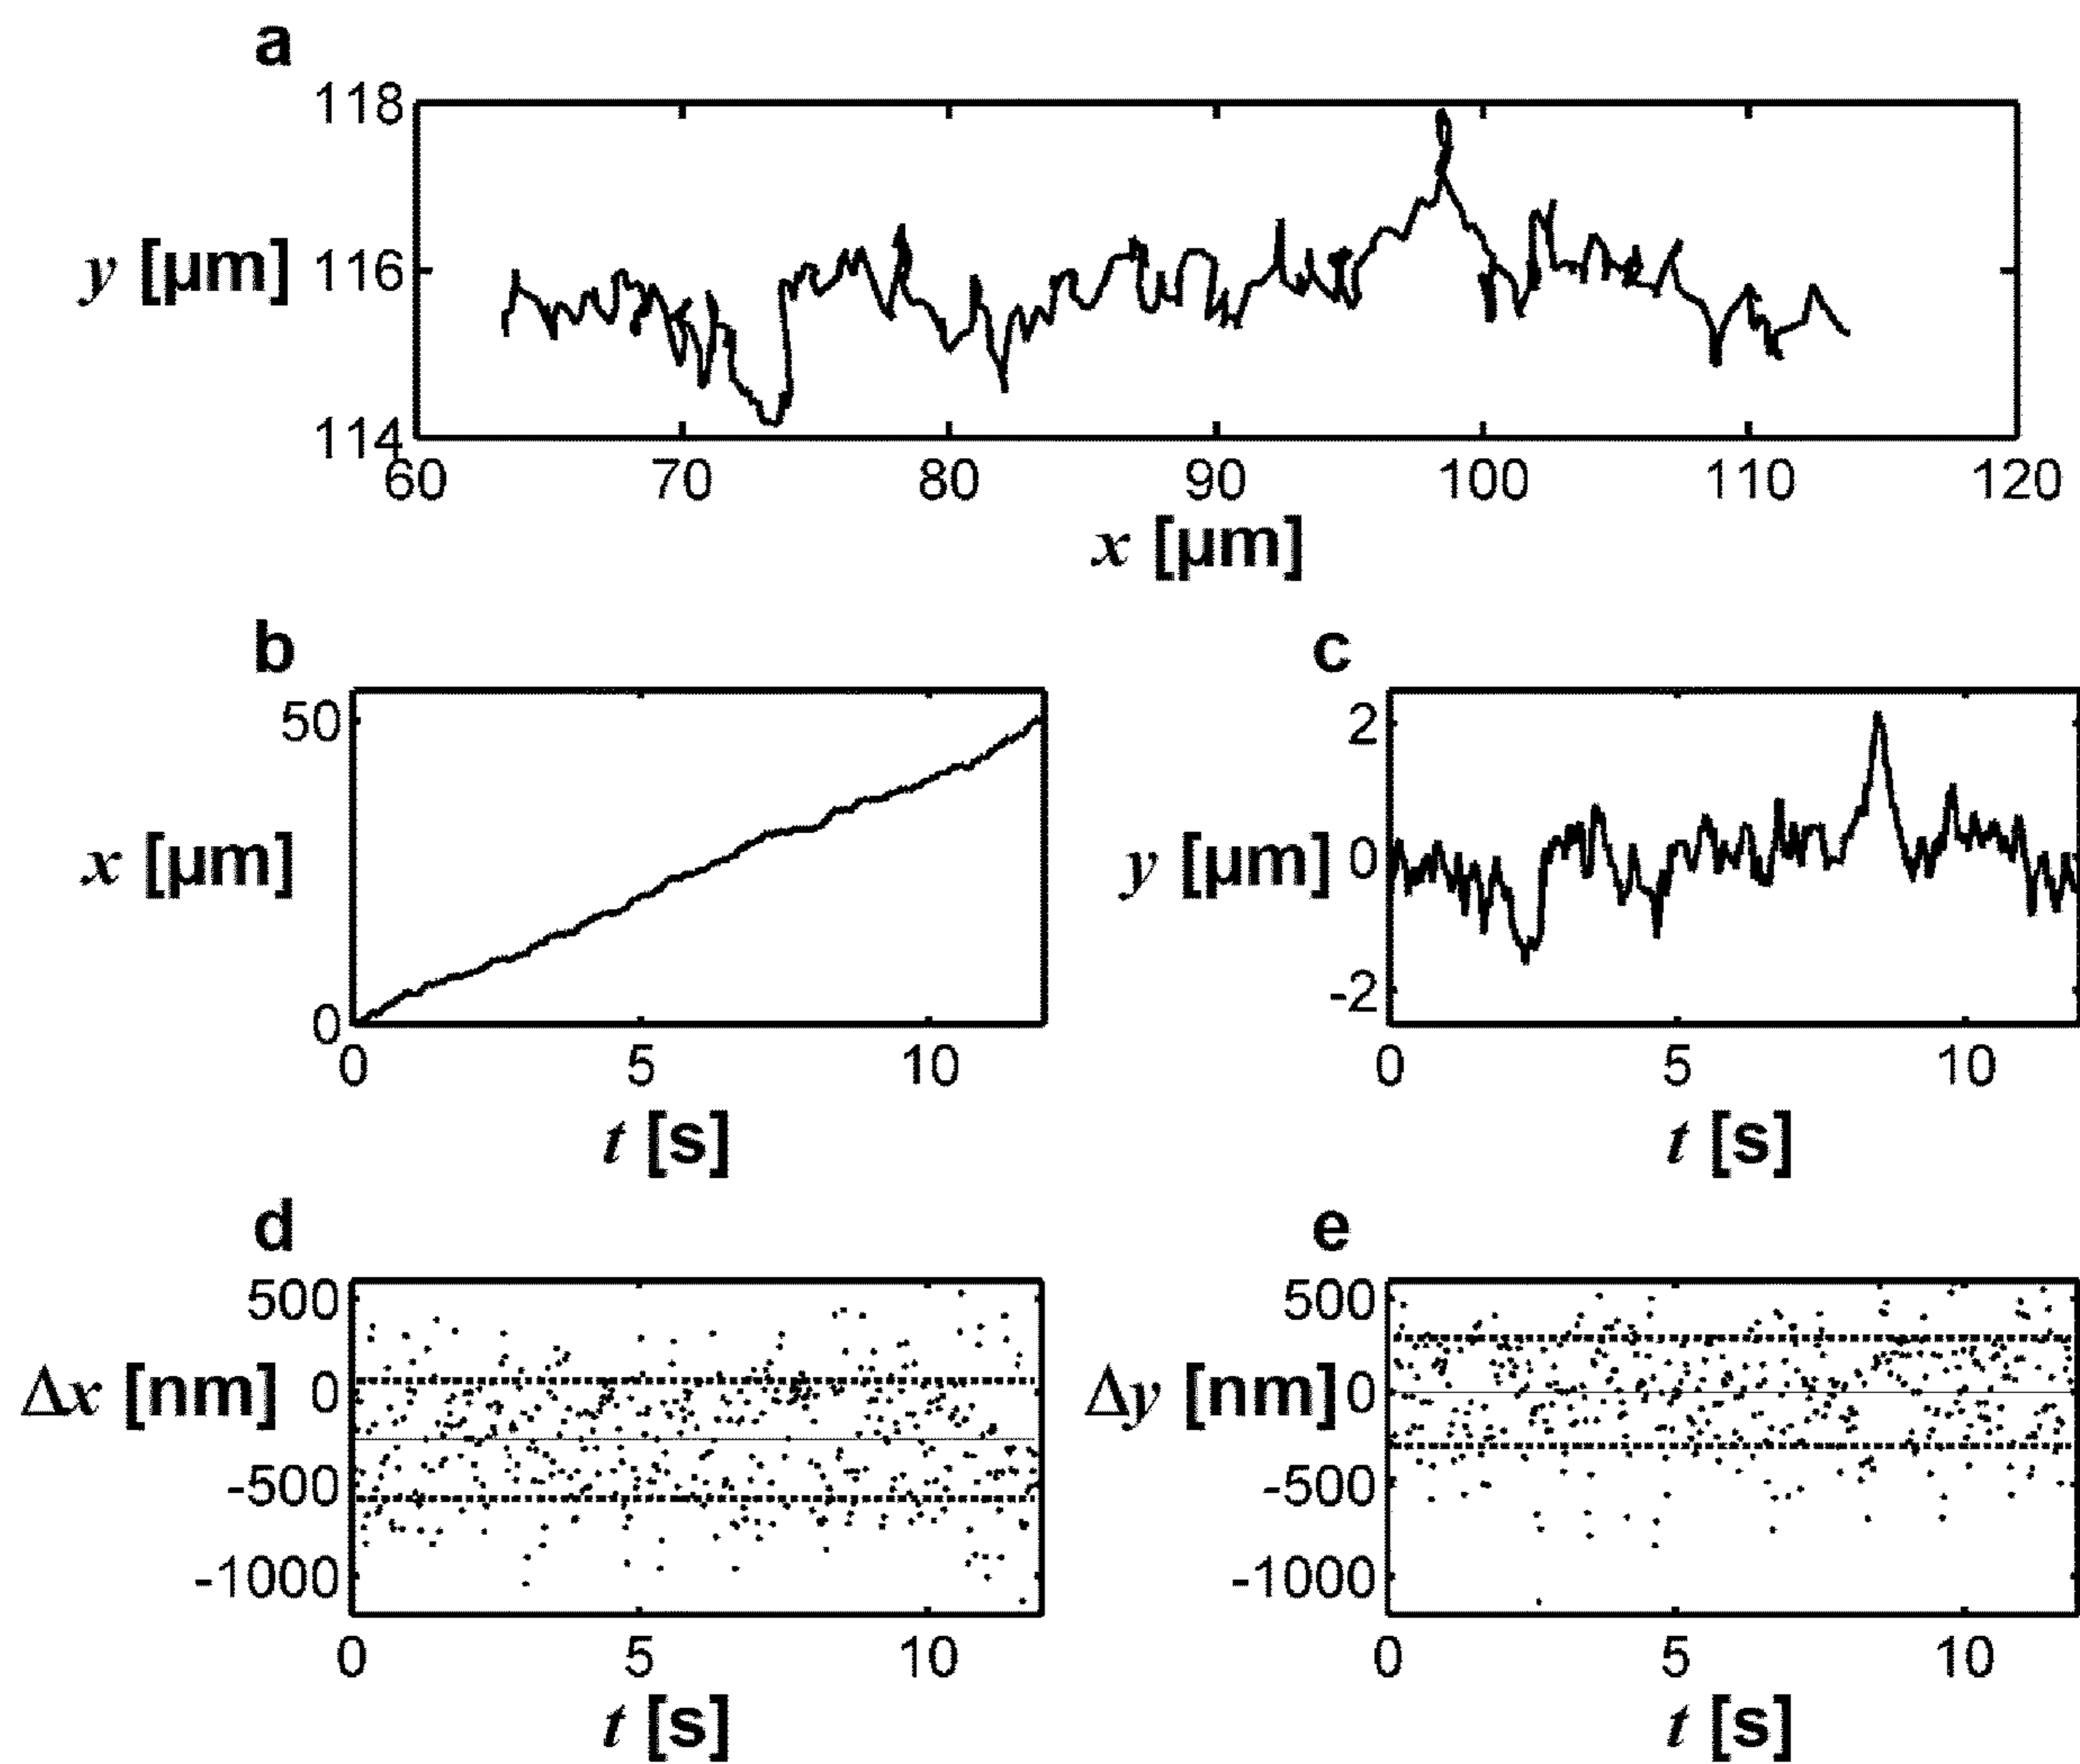 a
118
y [µm] 116
114
60 70 80 90 100 110 120
x [µm]
b c
50 2
x [µm] y [µm] 0
0 -2
0 5 10 0 5 10
t [s] t [s]
d e
500 500
Δx [nm] 0 Δy [nm] 0
-500 -500
-1000 -1000
0 5 10 0 5 10
t [s] t [s]